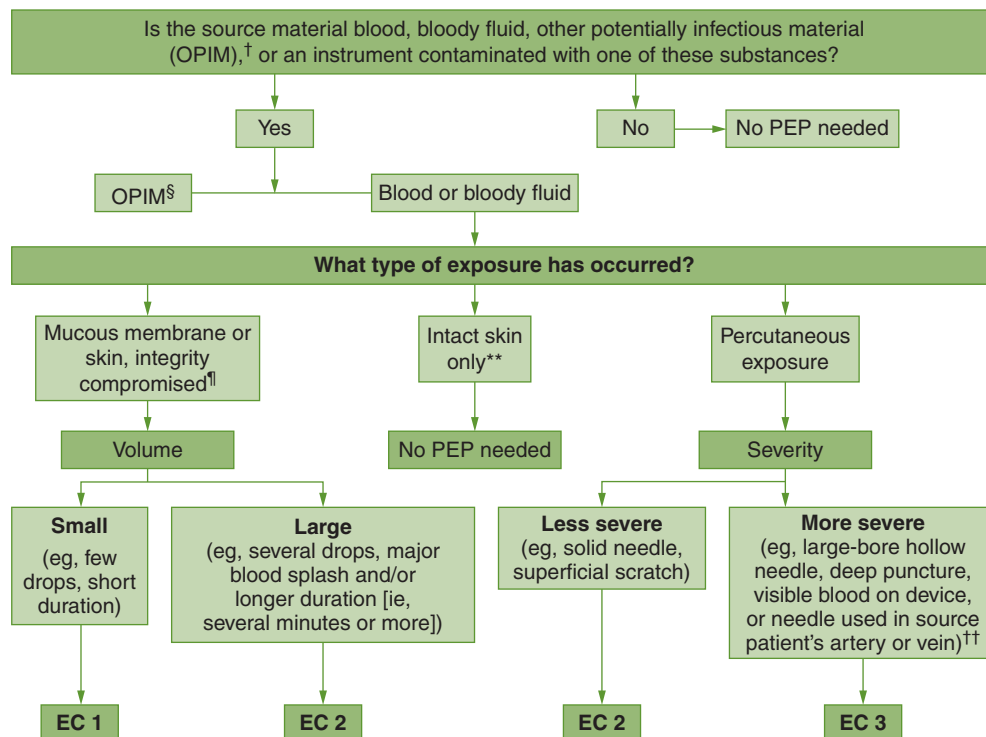 Is the source material blood, bloody fluid, other potentially infectious material
(OPIM),† or an instrument contaminated with one of these substances?
Yes
No
No PEP needed
OPIM§
Blood or bloody fluid
What type of exposure has occurred?
Mucous membrane or
skin, integrity
compromised¶
Intact skin
only**
Percutaneous
exposure
Volume
No PEP needed
Severity
Small
(eg, few
drops, short
duration)
Large
(eg, several drops, major
blood splash and/or
longer duration [ie,
several minutes or more])
Less severe
(eg, solid needle,
superficial scratch)
More severe
(eg, large-bore hollow
needle, deep puncture,
visible blood on device,
or needle used in source
patient's artery or vein)††
EC 1
EC 2
EC 2
EC 3